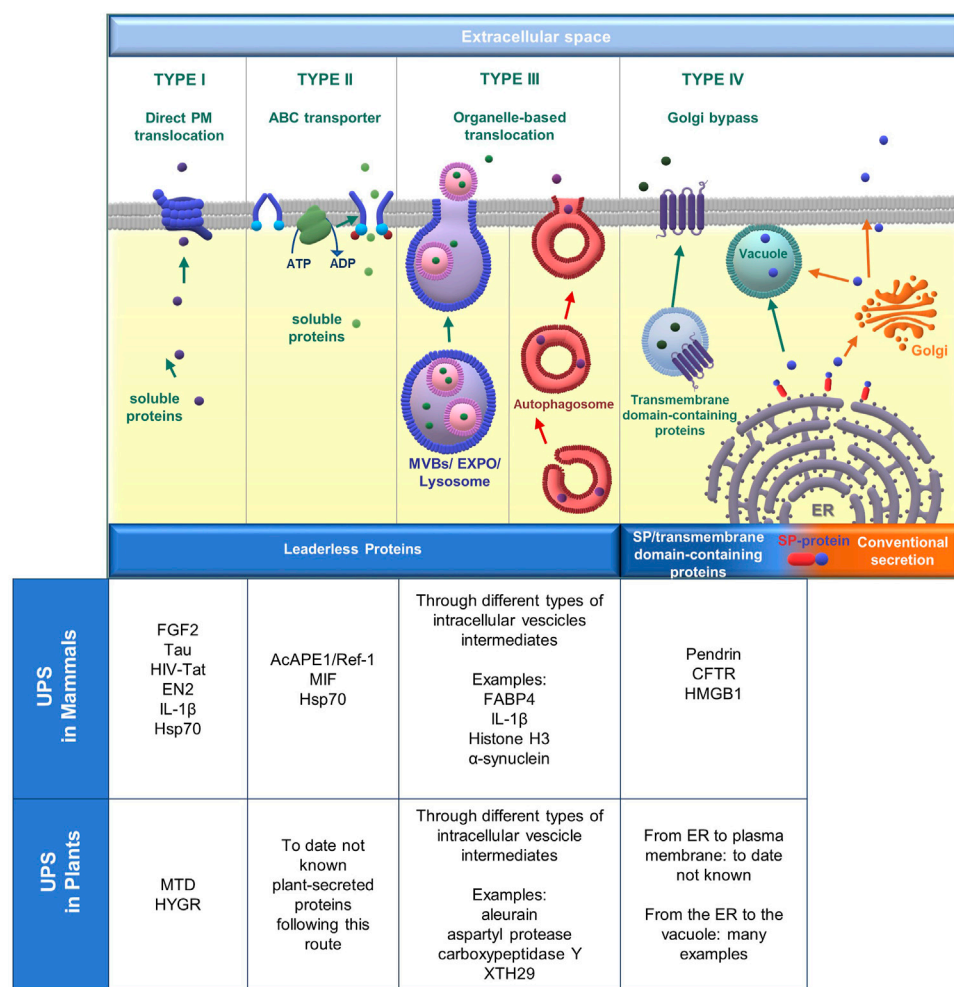 Extracellular space
TYPE I
Direct PM
translocation
TYPE II
ABC transporter
TYPE III
Organelle-based
translocation
TYPE IV
Golgi bypass
ATP
ADP
soluble
proteins
soluble proteins
MVBs/ EXPO/
Lysosome
Autophagosome
Vacuole
Transmembrane
domain-containing
proteins
Golgi
ER
Leaderless Proteins
SP/transmembrane
domain-containing
proteins
SP-protein
Conventional
secretion
UPS
in Mammals
FGF2
Tau
HIV-Tat
EN2
IL-1β
Hsp70
AcAPE1/Ref-1
MIF
Hsp70
Through different types of
intracellular vescicles
intermediates
Examples:
FABP4
IL-1β
Histone H3
α-synuclein
Pendrin
CFTR
HMGB1
UPS
in Plants
MTD
HYGR
To date not
known
plant-secreted
proteins
following this
route
Through different types of
intracellular vescicle
intermediates
Examples:
aleurain
aspartyl protease
carboxypeptidase Y
XTH29
From ER to plasma
membrane: to date
not known
From the ER to the
vacuole: many
examples